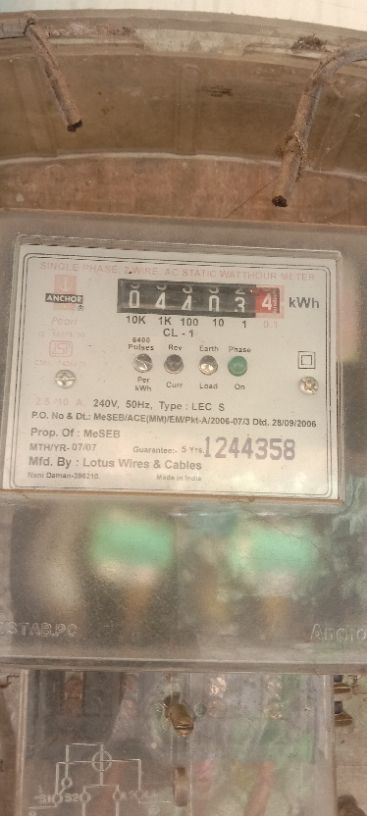 SINGLE PHASE, 2 WIRE, AC STATIC WATTHOUR METER
ANCHOR
044034 kWh
10K 1K 100 10 1 0.1
CL - 1
6400 Pulses Rev Earth Phase
Per kWh Curr Load On
2.5-10 A, 240V, 50Hz, Type : LEC S
P.O. No & Dt.: MeSEB/ACE(MM)/EM/Pkt-A/2006-07/3 Dtd. 28/09/2006
Prop. Of : MeSEB
MTH/YR- 07/07 Guarantee:- 5 Yrs. 1244358
Mfd. By : Lotus Wires & Cables
Nani Daman-396210 Made in India